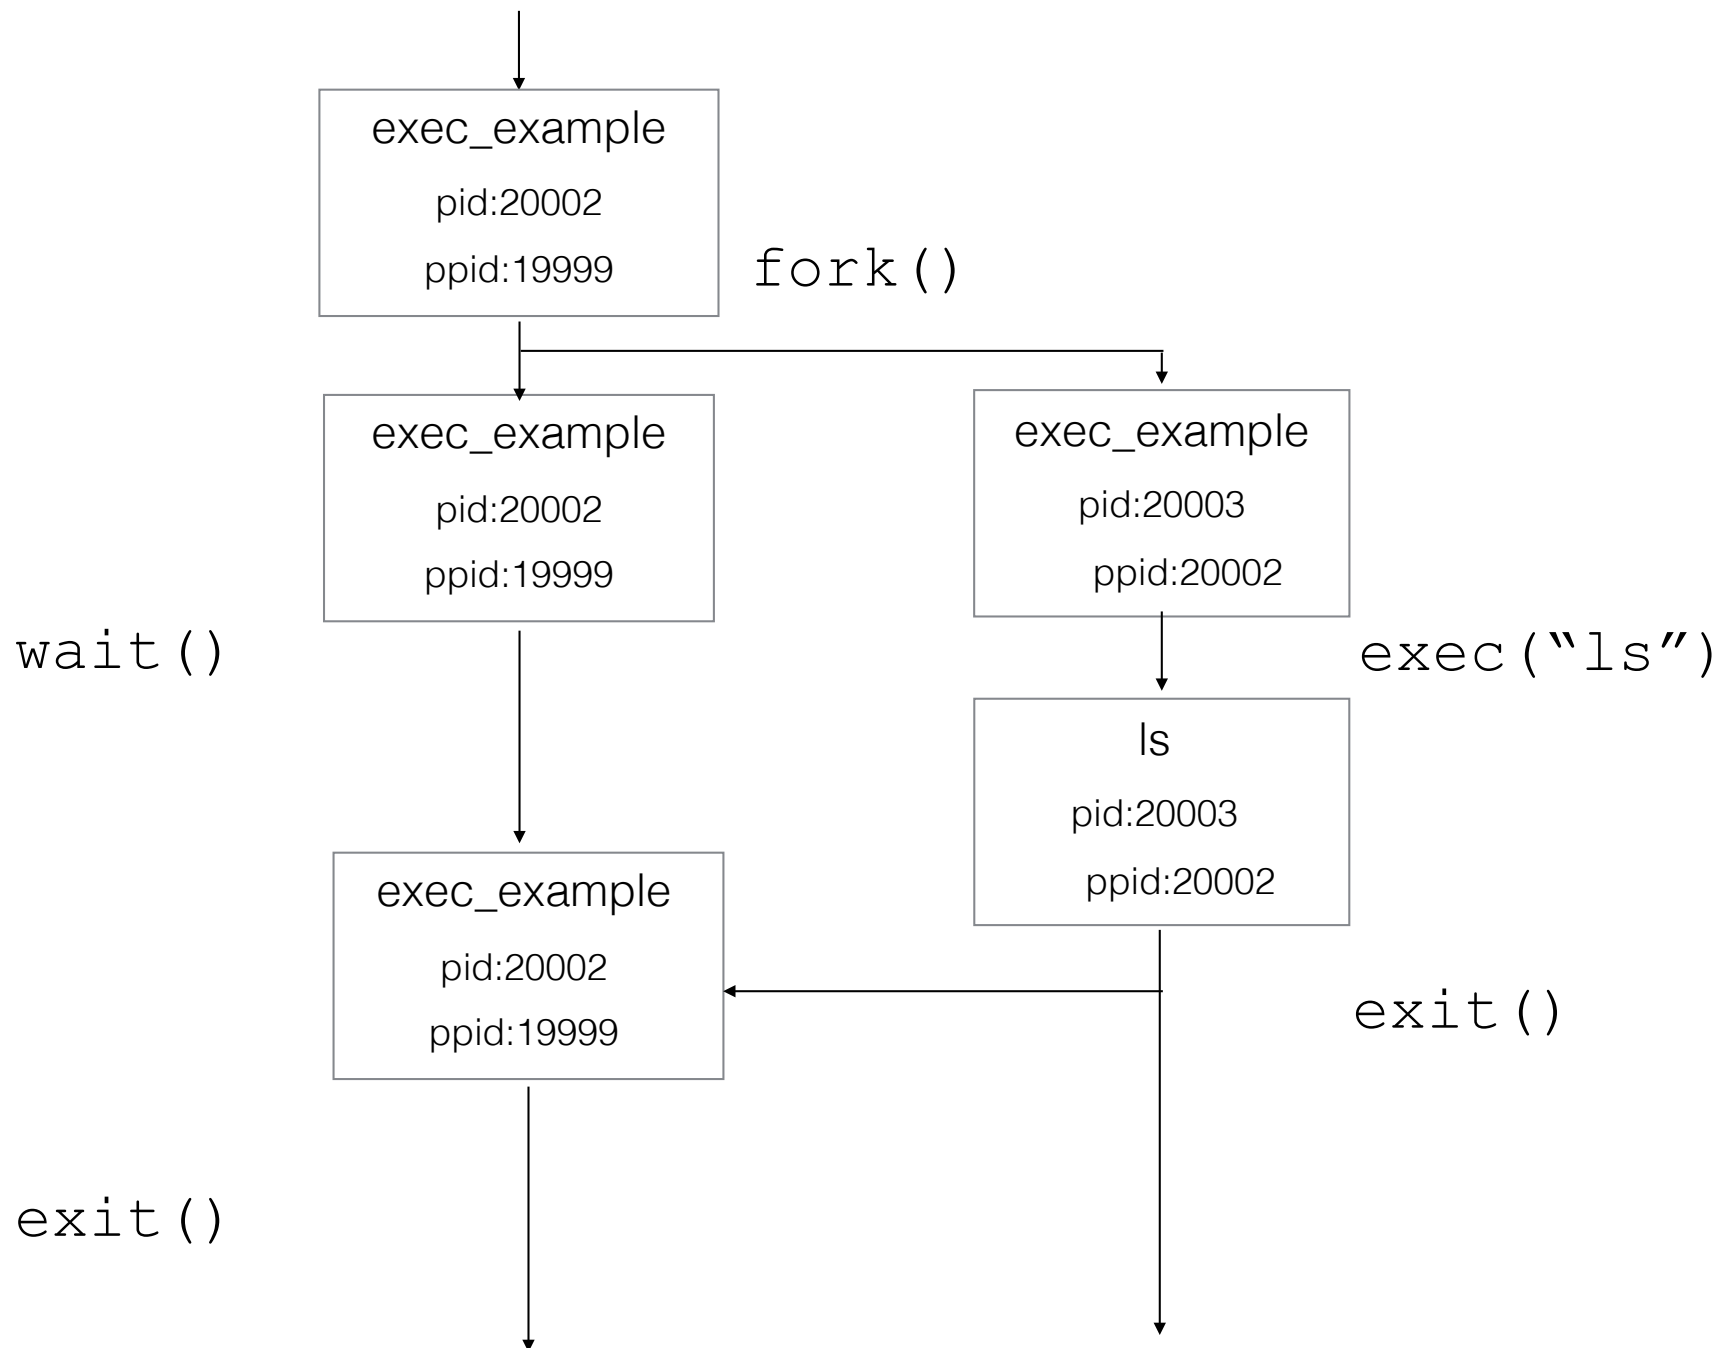 exec_example
pid:20002
ppid:19999
fork()
exec_example
pid:20002
ppid:19999
exec_example
pid:20003
ppid:20002
wait()
exec(“ls”)
ls
pid:20003
ppid:20002
exec_example
pid:20002
ppid:19999
exit()
exit()